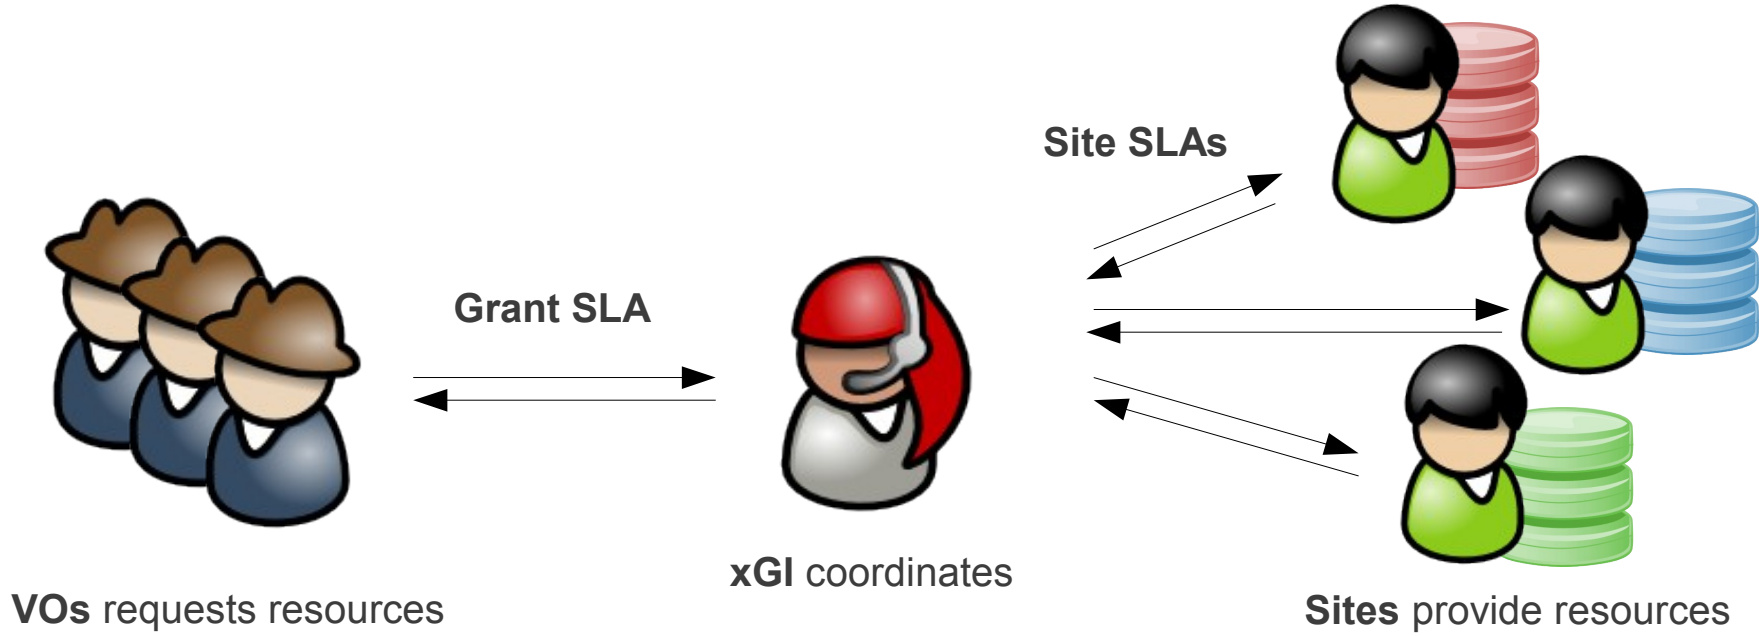 Site SLAs
Grant SLA
xGI coordinates
VOs requests resources
Sites provide resources